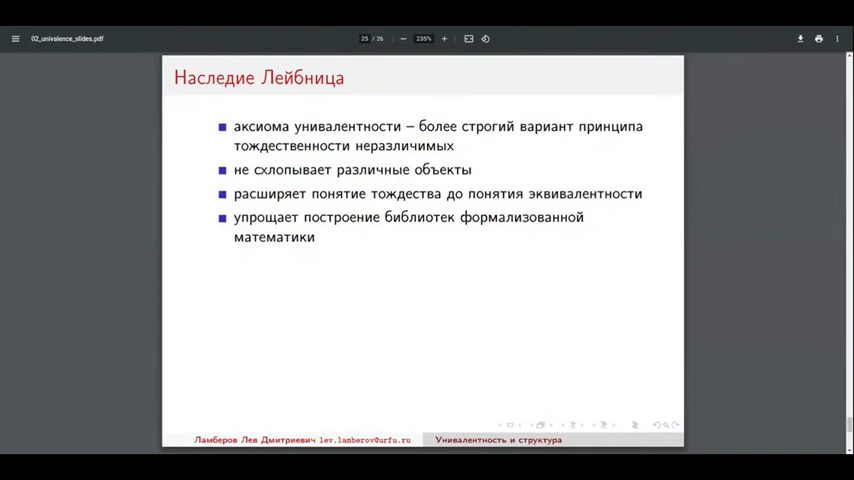 02_univalence_slides.pdf
25 / 26
235%
Наследие Лейбница
аксиома унивалентности – более строгий вариант принципа
тождественности неразличимых
не схлопывает различные объекты
расширяет понятие тождества до понятия эквивалентности
упрощает построение библиотек формализованной
математики
Ламберов Лев Дмитриевич lev.lamberov@urfu.ru
Унивалентность и структура